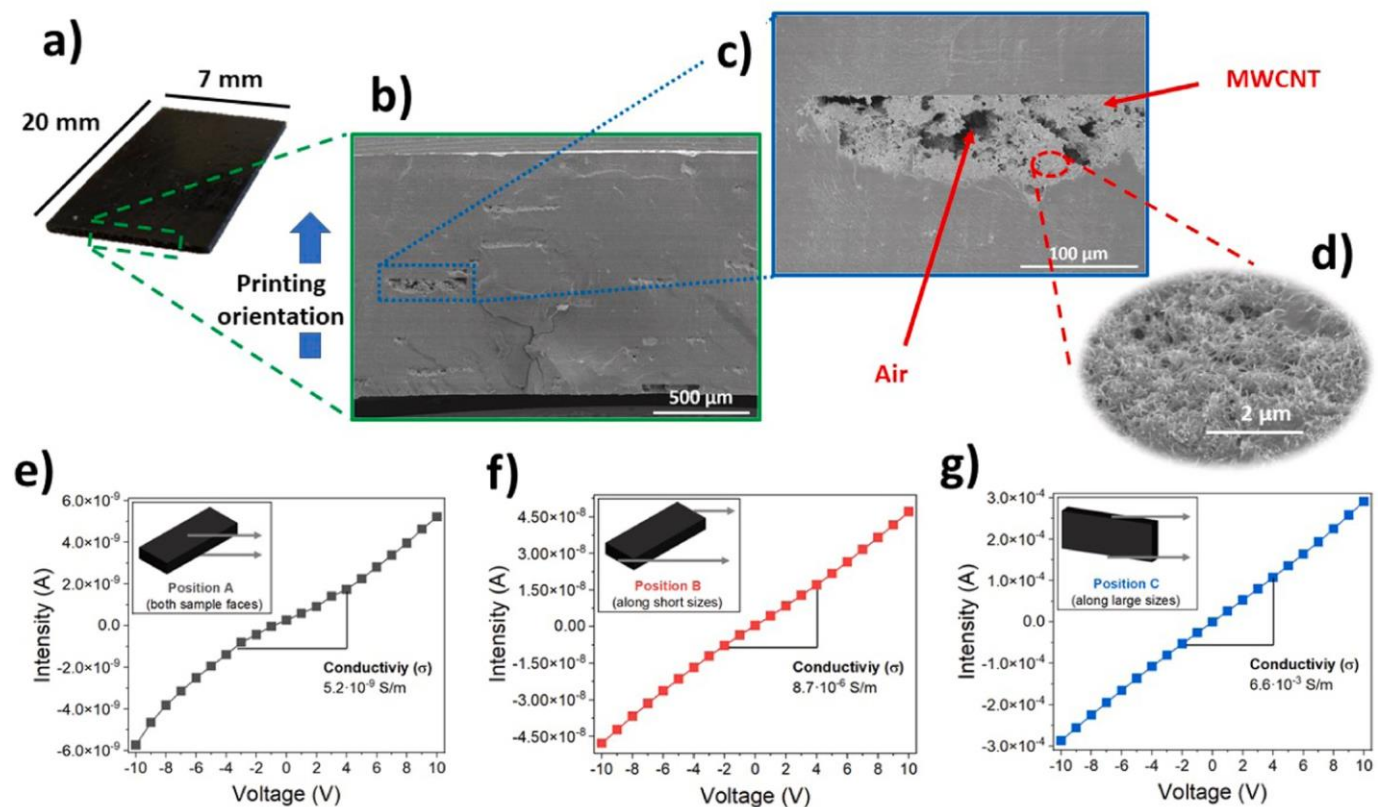 a)
7 mm
20 mm
Printing
orientation
b)
500 µm
c)
MWCNT
Air
100 µm
d)
2 µm
e)
Intensity (A)
6.0×10⁻⁹
4.0×10⁻⁹
2.0×10⁻⁹
0.0
-2.0×10⁻⁹
-4.0×10⁻⁹
-6.0×10⁻⁹
Position A
(both sample faces)
Conductiviy (σ)
5.2·10⁻⁹ S/m
-10 -8 -6 -4 -2 0 2 4 6 8 10
Voltage (V)
f)
Intensity (A)
4.50×10⁻⁸
3.00×10⁻⁸
1.50×10⁻⁸
0.00
-1.50×10⁻⁸
-3.00×10⁻⁸
-4.50×10⁻⁸
Position B
(along short sizes)
Conductiviy (σ)
8.7·10⁻⁶ S/m
-10 -8 -6 -4 -2 0 2 4 6 8 10
Voltage (V)
g)
Intensity (A)
3.0×10⁻⁴
2.0×10⁻⁴
1.0×10⁻⁴
0.0
-1.0×10⁻⁴
-2.0×10⁻⁴
-3.0×10⁻⁴
Position C
(along large sizes)
Conductiviy (σ)
6.6·10⁻³ S/m
-10 -8 -6 -4 -2 0 2 4 6 8 10
Voltage (V)